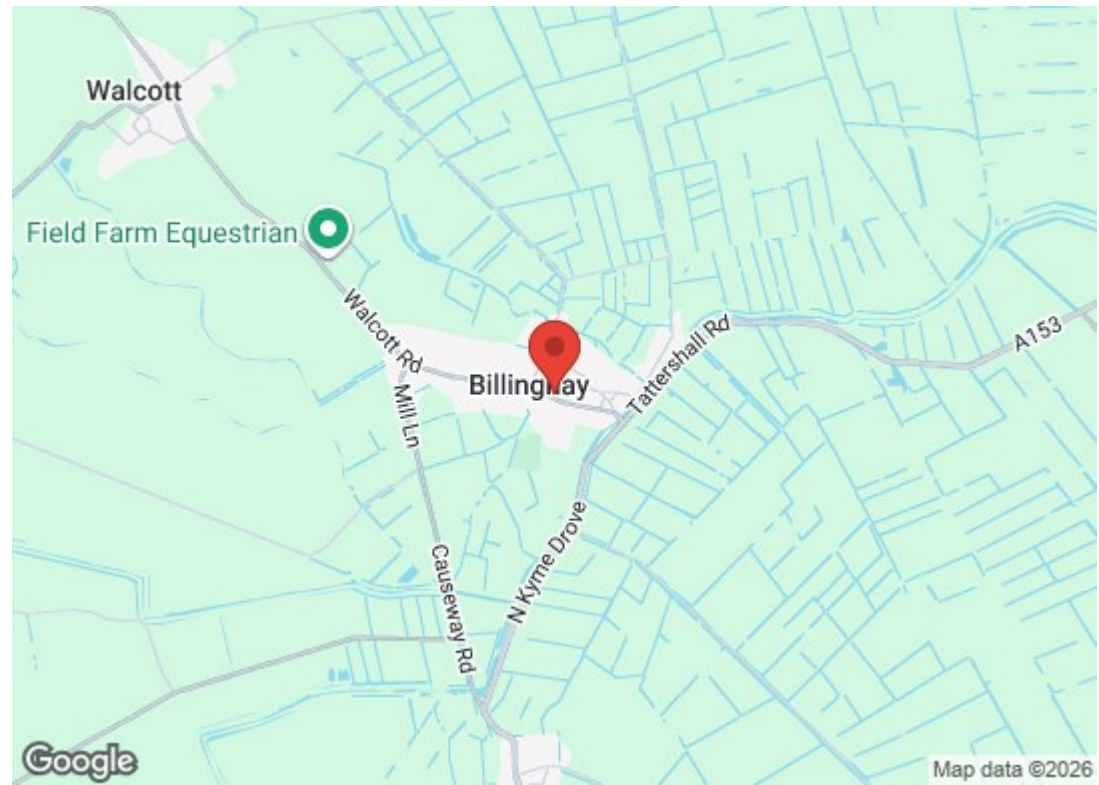 Walcott
Field Farm Equestrian
Walcott Rd
Billinghay
Tattershall Rd
A153
Mill Ln
N Kyme Drove
Causeway Rd
Google
Map data ©2026